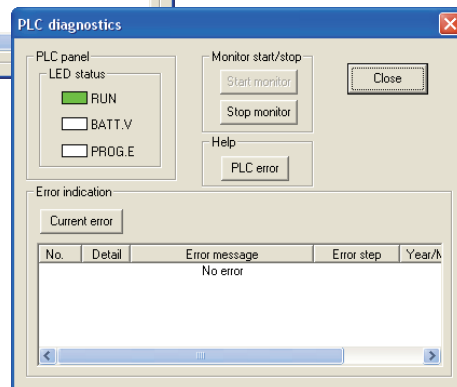 PLC diagnostics
PLC panel
LED status
RUN
BATT.V
PROG.E
Monitor start/stop
Start monitor
Stop monitor
Close
Help
PLC error
Error indication
Current error
No. Detail Error message Error step Year/M
No error